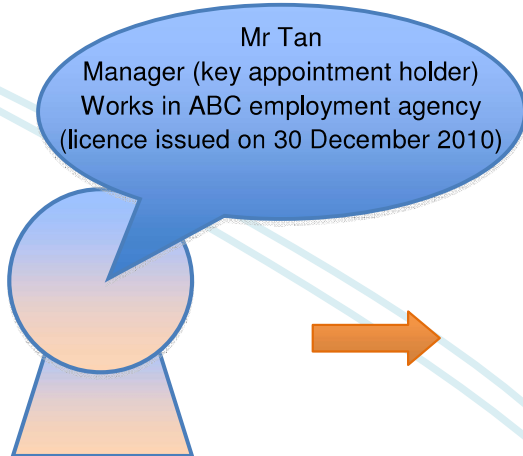 Mr Tan
Manager (key appointment holder)
Works in ABC employment agency
(licence issued on 30 December 2010)